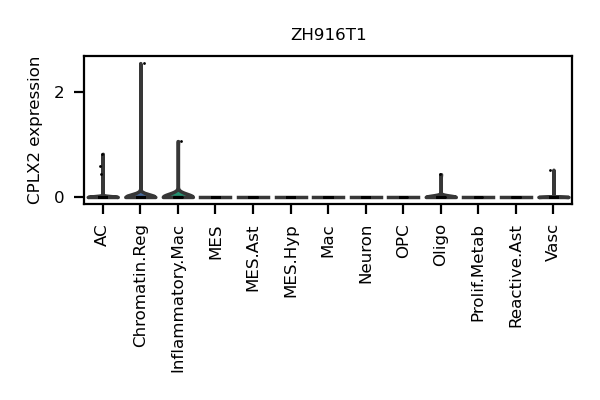 ZH916T1
CPLX2 expression
2
0
AC
Chromatin.Reg
Inflammatory.Mac
MES
MES.Ast
MES.Hyp
Mac
Neuron
OPC
Oligo
Prolif.Metab
Reactive.Ast
Vasc